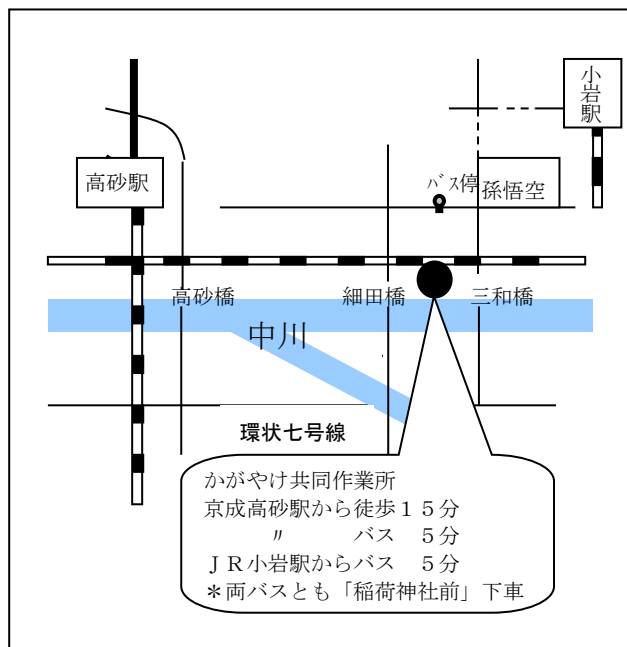 小岩駅
高砂駅
バス停
孫悟空
高砂橋
細田橋
三和橋
中川
環状七号線
かがやけ共同作業所
京成高砂駅から徒歩１５分
〃　バス　５分
ＪＲ小岩駅からバス　５分
＊両バスとも「稲荷神社前」下車